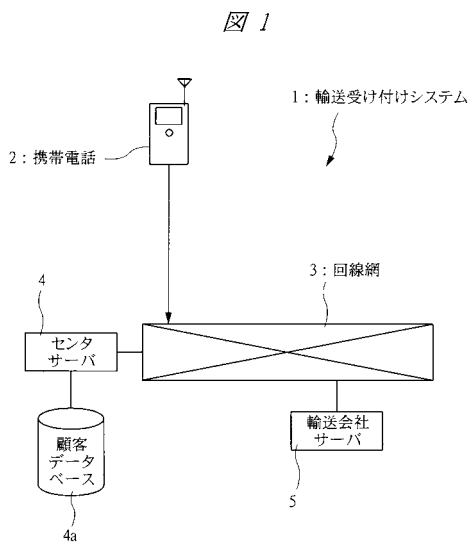 図 1
1:輸送受け付けシステム
2:携帯電話
3:回線網
4
センタ
サーバ
顧客
データ
ベース
4a
輸送会社
サーバ
5